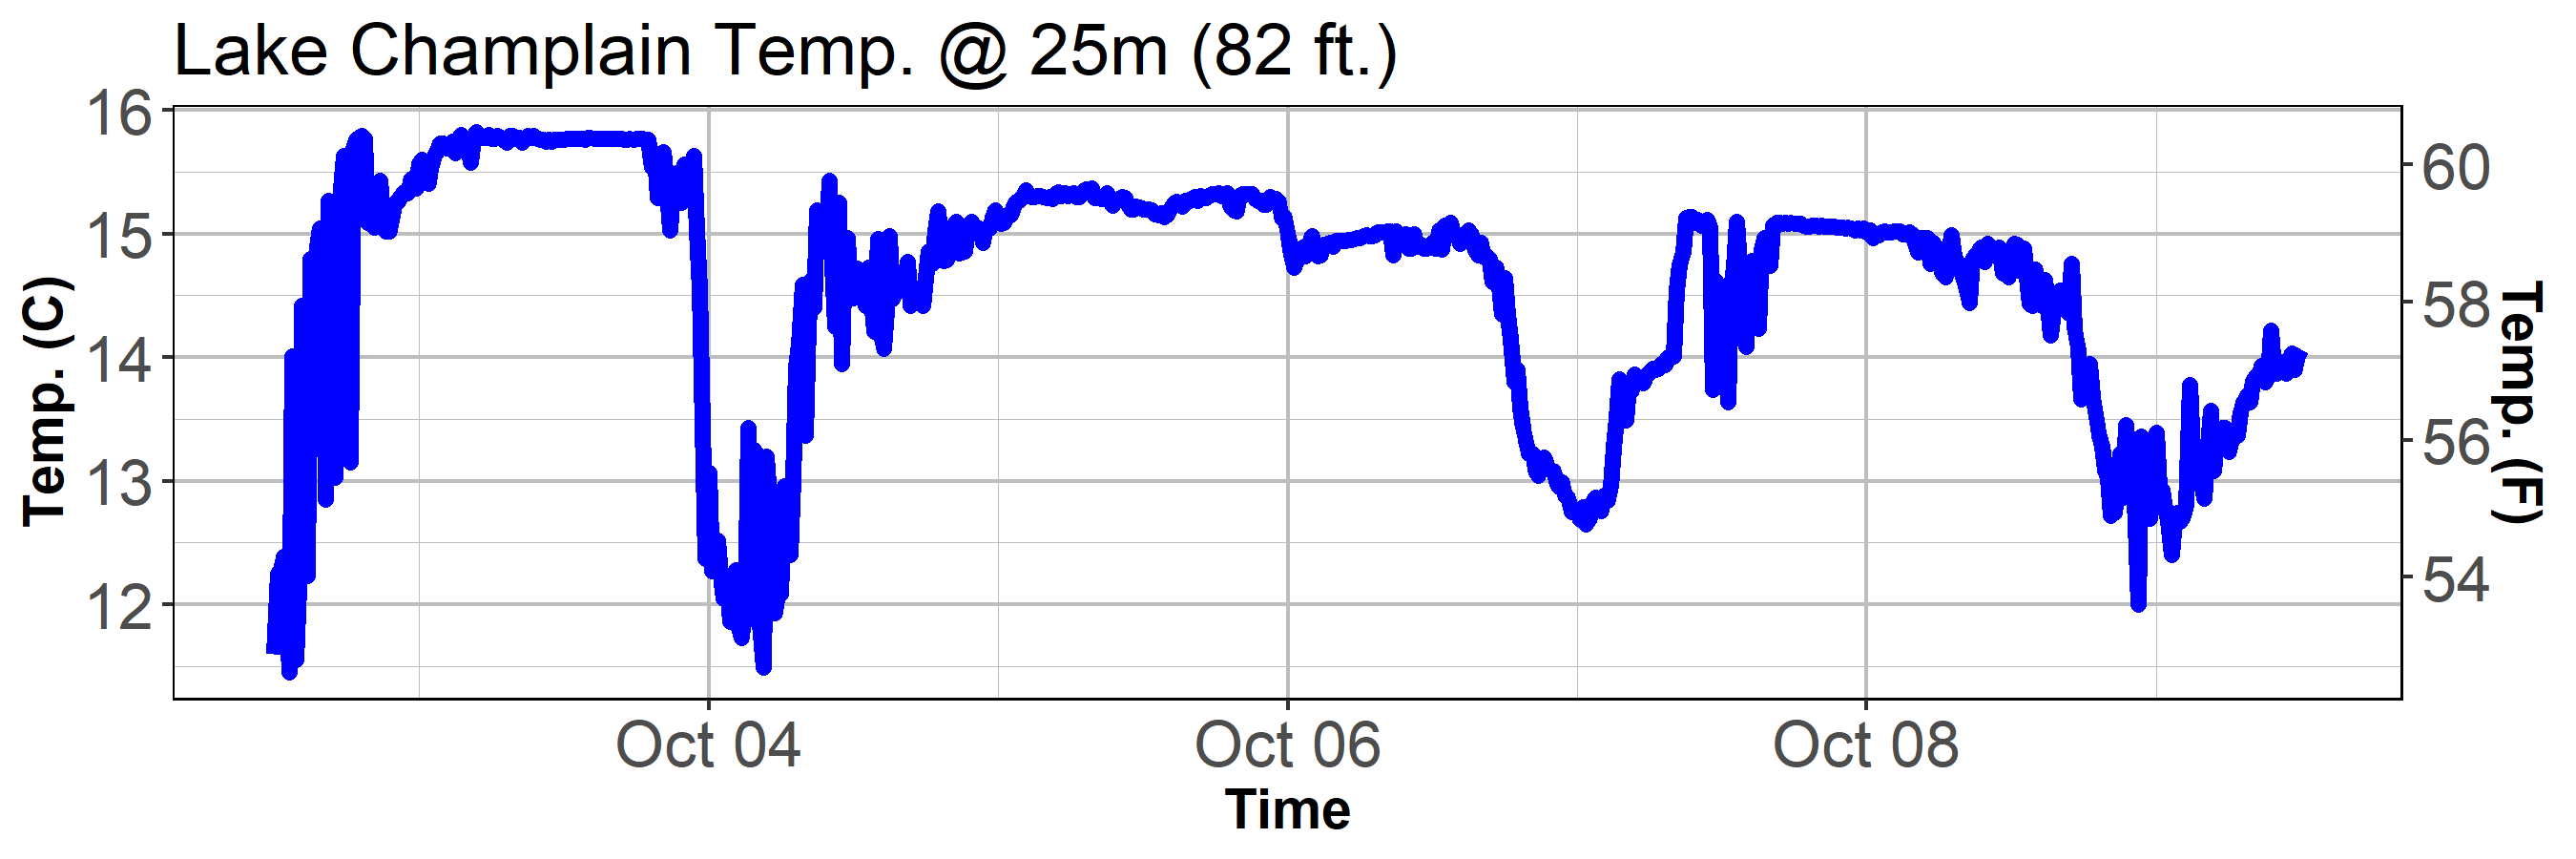 Lake Champlain Temp. @ 25m (82 ft.)
Temp. (C)
16
15
14
13
12
60
58
56
54
Temp. (F)
Oct 04 Oct 06 Oct 08
Time